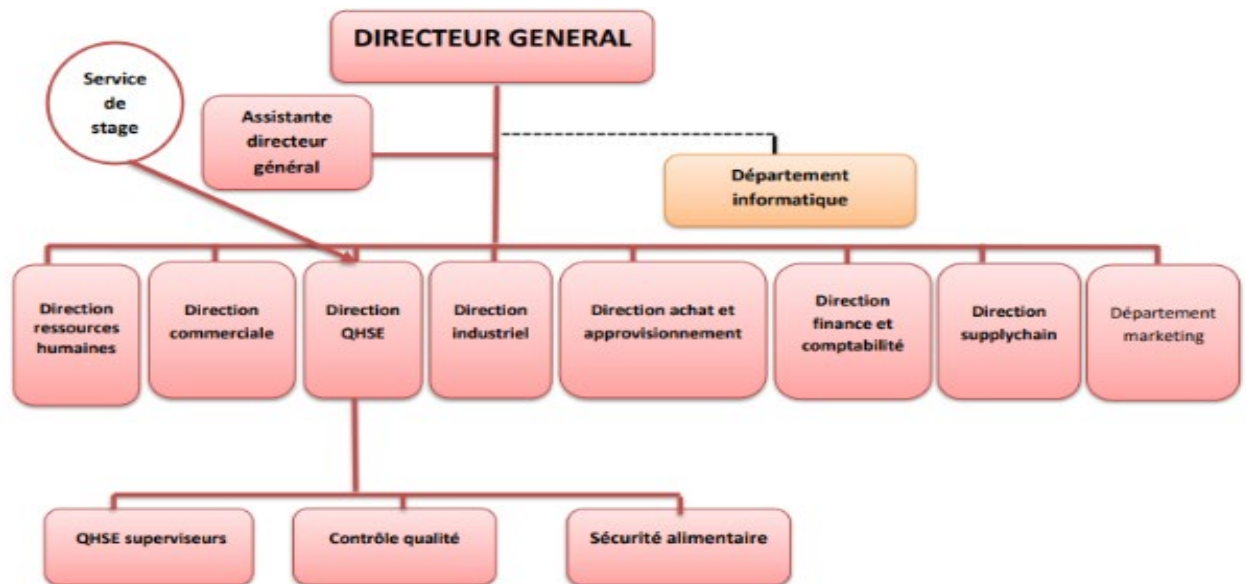 DIRECTEUR GENERAL
Service
de
stage
Assistante
directeur
général
Département
informatique
Direction
ressources
humaines
Direction
commerciale
Direction
QHSE
Direction
industriel
Direction achat et
approvisionnement
Direction
finance et
comptabilité
Direction
supplychain
Département
marketing
QHSE superviseurs
Contrôle qualité
Sécurité alimentaire